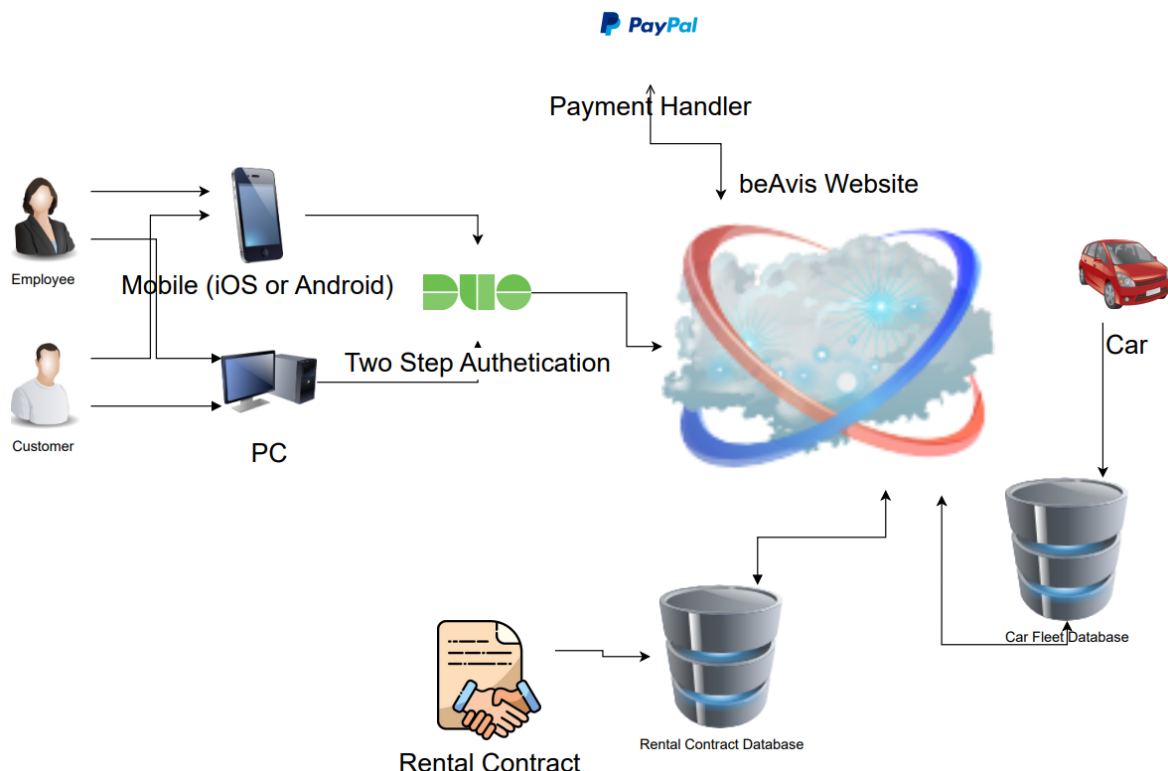 PayPal
Payment Handler
beAvis Website
Employee
Mobile (iOS or Android)
DUO
Car
Two Step Authetication
Customer
PC
Car Fleet Database
Rental Contract Database
Rental Contract